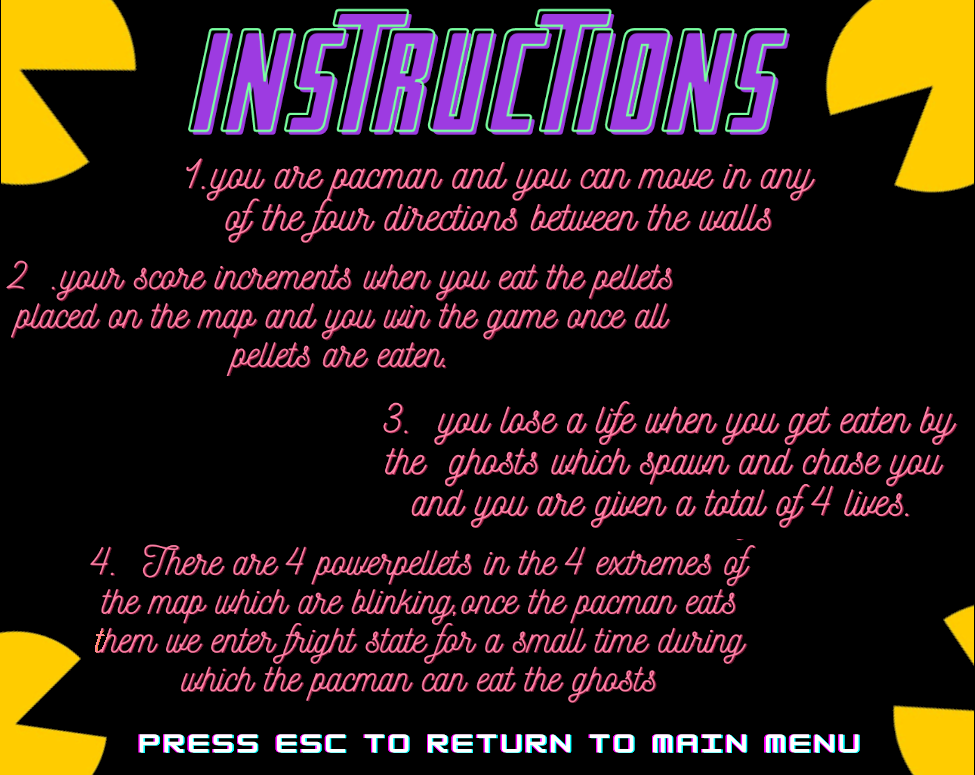 INSTRUCTIONS
1.you are pacman and you can move in any
of the four directions between the walls
2 .your score increments when you eat the pellets
placed on the map and you win the game once all
pellets are eaten.
3. you lose a life when you get eaten by
the ghosts which spawn and chase you
and you are given a total of 4 lives.
4. There are 4 powerpellets in the 4 extremes of
the map which are blinking,once the pacman eats
them we enter fright state for a small time during
which the pacman can eat the ghosts
PRESS ESC TO RETURN TO MAIN MENU